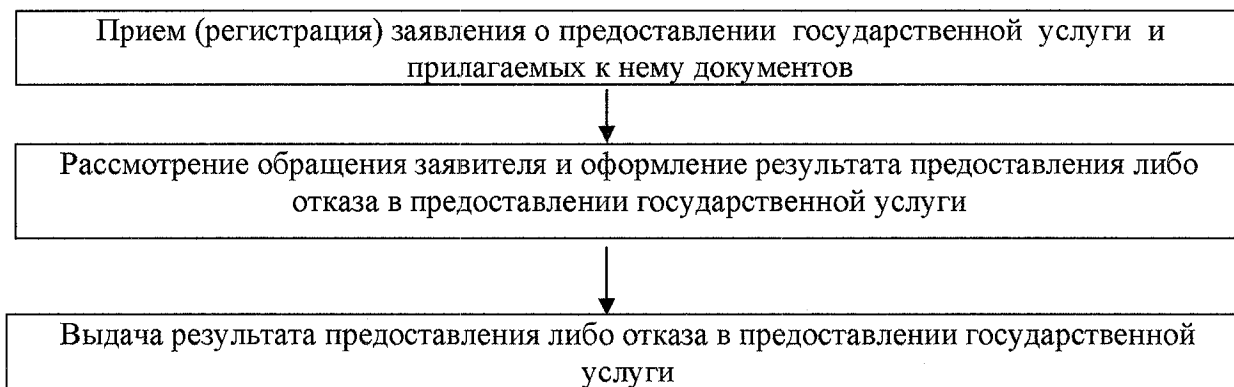 Прием (регистрация) заявления о предоставлении государственной услуги и
прилагаемых к нему документов
Рассмотрение обращения заявителя и оформление результата предоставления либо
отказа в предоставлении государственной услуги
Выдача результата предоставления либо отказа в предоставлении государственной
услуги